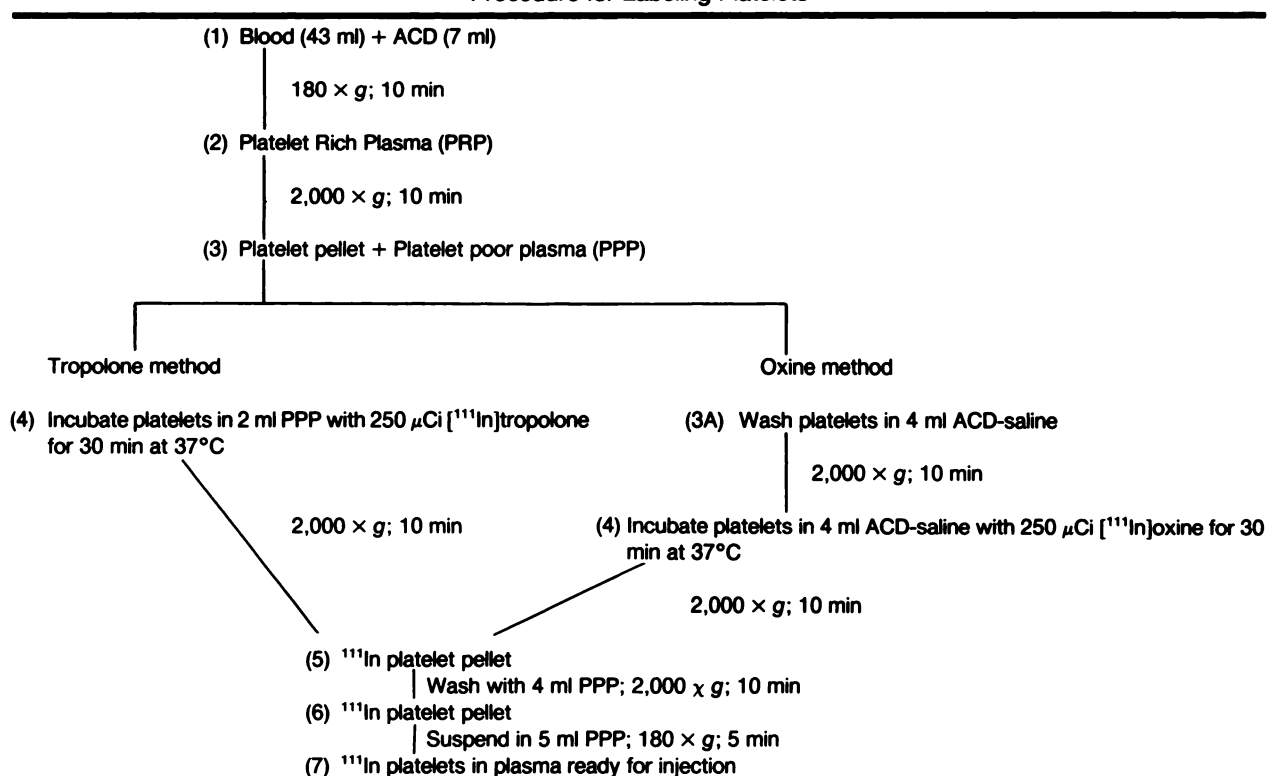 (1) Blood (43 ml) + ACD (7 ml)
180 × g; 10 min
(2) Platelet Rich Plasma (PRP)
2,000 × g; 10 min
(3) Platelet pellet + Platelet poor plasma (PPP)
Tropolone method
Oxine method
(4) Incubate platelets in 2 ml PPP with 250 μCi [¹¹¹In]tropolone
for 30 min at 37°C
(3A) Wash platelets in 4 ml ACD-saline
2,000 × g; 10 min
2,000 × g; 10 min
(4) Incubate platelets in 4 ml ACD-saline with 250 μCi [¹¹¹In]oxine for 30
min at 37°C
2,000 × g; 10 min
(5) ¹¹¹In platelet pellet
Wash with 4 ml PPP; 2,000 χ g; 10 min
(6) ¹¹¹In platelet pellet
Suspend in 5 ml PPP; 180 × g; 5 min
(7) ¹¹¹In platelets in plasma ready for injection